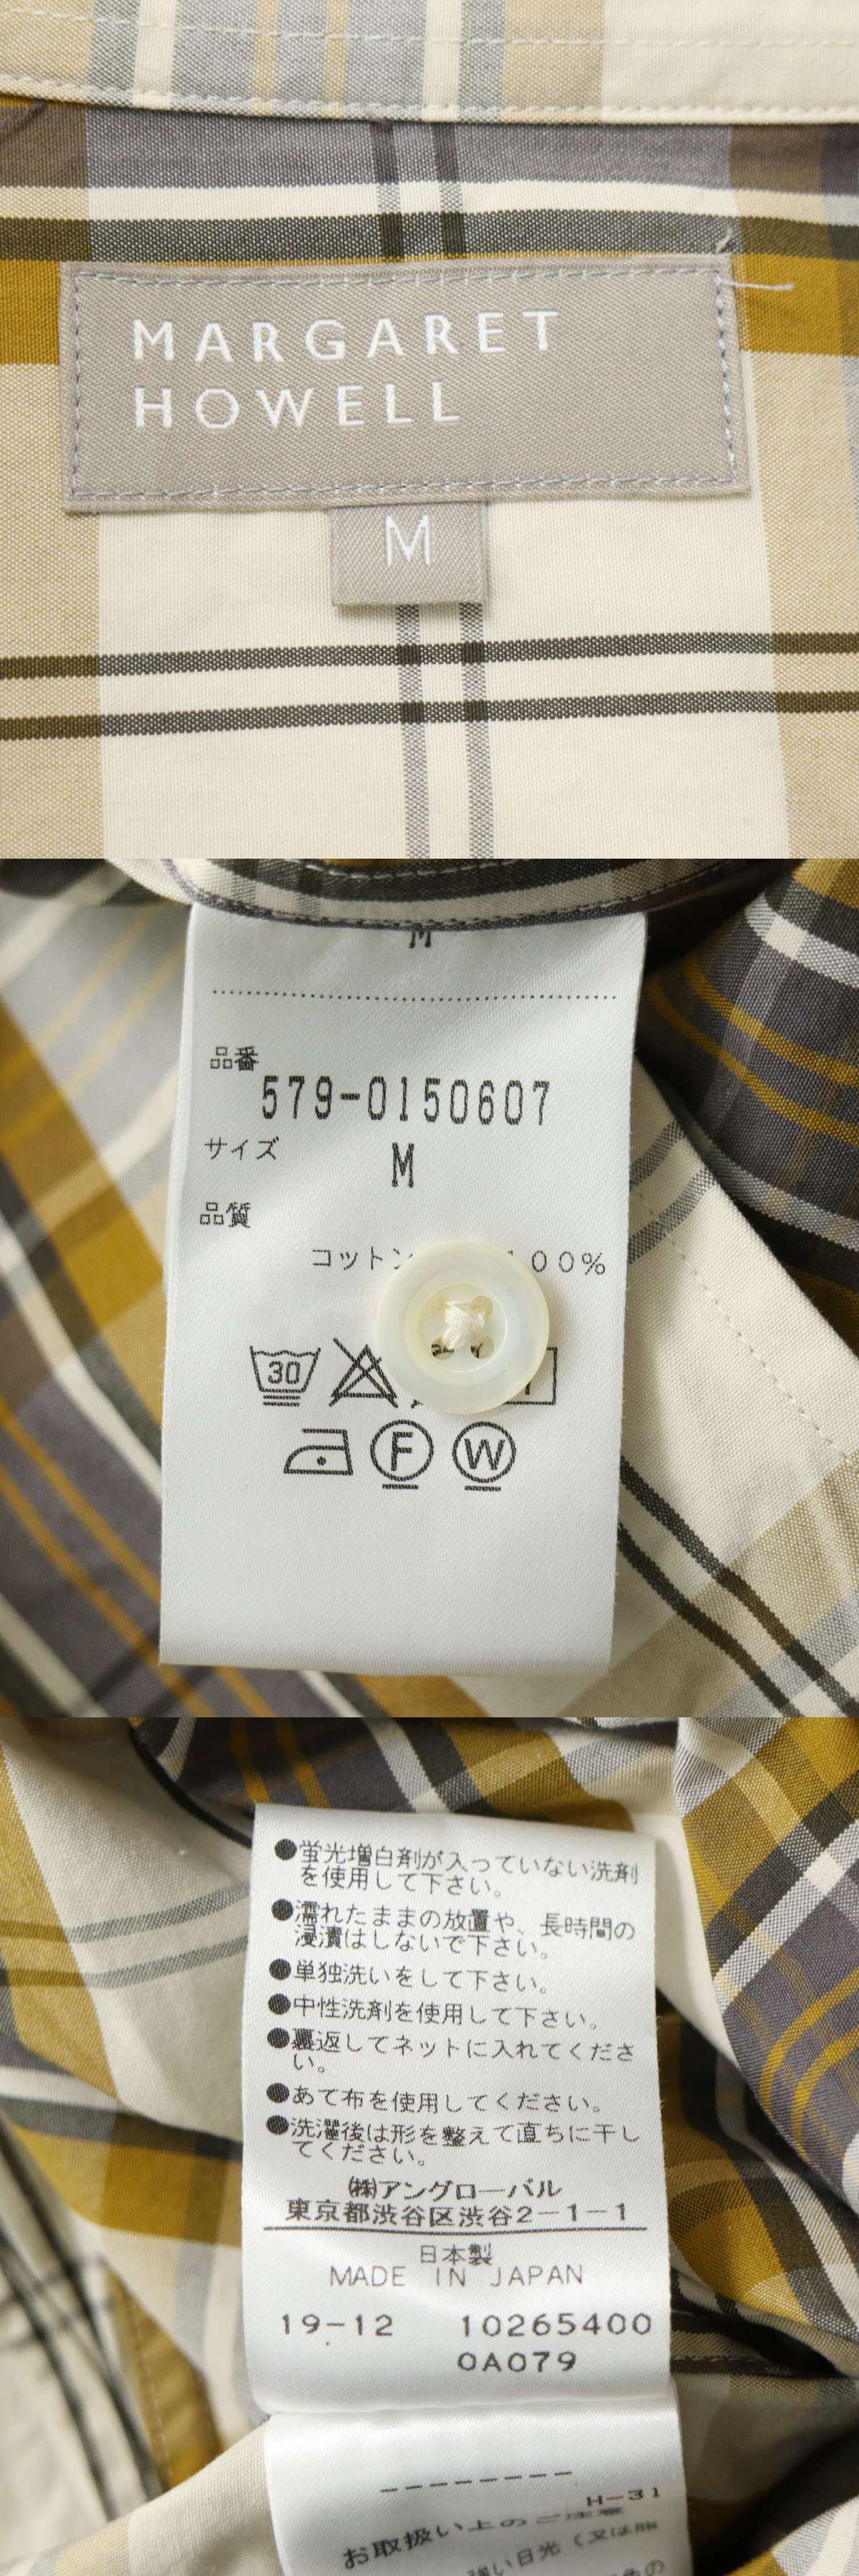 MARGARET
HOWELL
M
M
品番
579-0150607
サイズ
M
品質
コットン 100%
30
F W
●蛍光増白剤が入っていない洗剤
を使用して下さい。
●濡れたままの放置や、長時間の
浸漬はしないで下さい。
●単独洗いをして下さい。
●中性洗剤を使用して下さい。
●裏返してネットに入れてくださ
い。
●あて布を使用してください。
●洗濯後は形を整えて直ちに干し
てください。
㈱アングローバル
東京都渋谷区渋谷2-1-1
日本製
MADE IN JAPAN
19-12 10265400
0A079
H-31
お取扱い上のご注意
強い日光(又は照